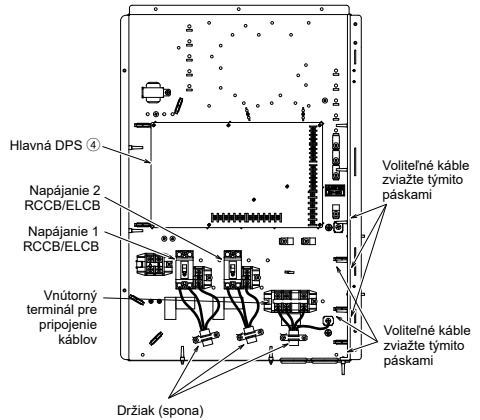 Hlavná DPS ④
Napájanie 2
RCCB/ELCB
Napájanie 1
RCCB/ELCB
Vnútorný
terminál pre
pripojenie
káblov
Držiak (spona)
Voliteľné káble
zviažte týmito
páskami
Voliteľné káble
zviažte týmito
páskami